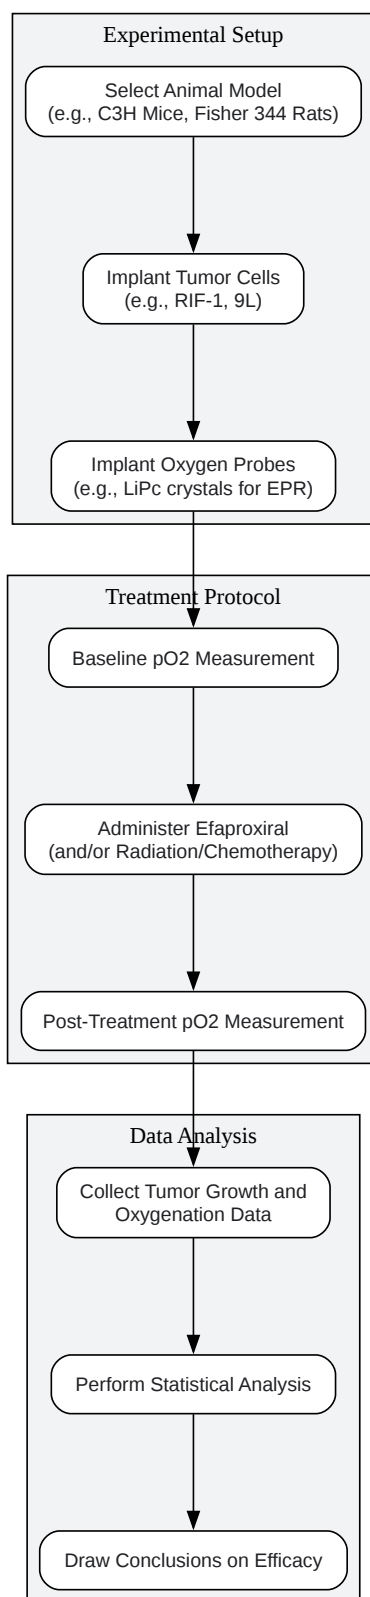 Experimental Setup
Select Animal Model
(e.g., C3H Mice, Fisher 344 Rats)
Implant Tumor Cells
(e.g., RIF-1, 9L)
Implant Oxygen Probes
(e.g., LiPc crystals for EPR)
Treatment Protocol
Baseline pO2 Measurement
Administer Efaproxiral
(and/or Radiation/Chemotherapy)
Post-Treatment pO2 Measurement
Data Analysis
Collect Tumor Growth and
Oxygenation Data
Perform Statistical Analysis
Draw Conclusions on Efficacy